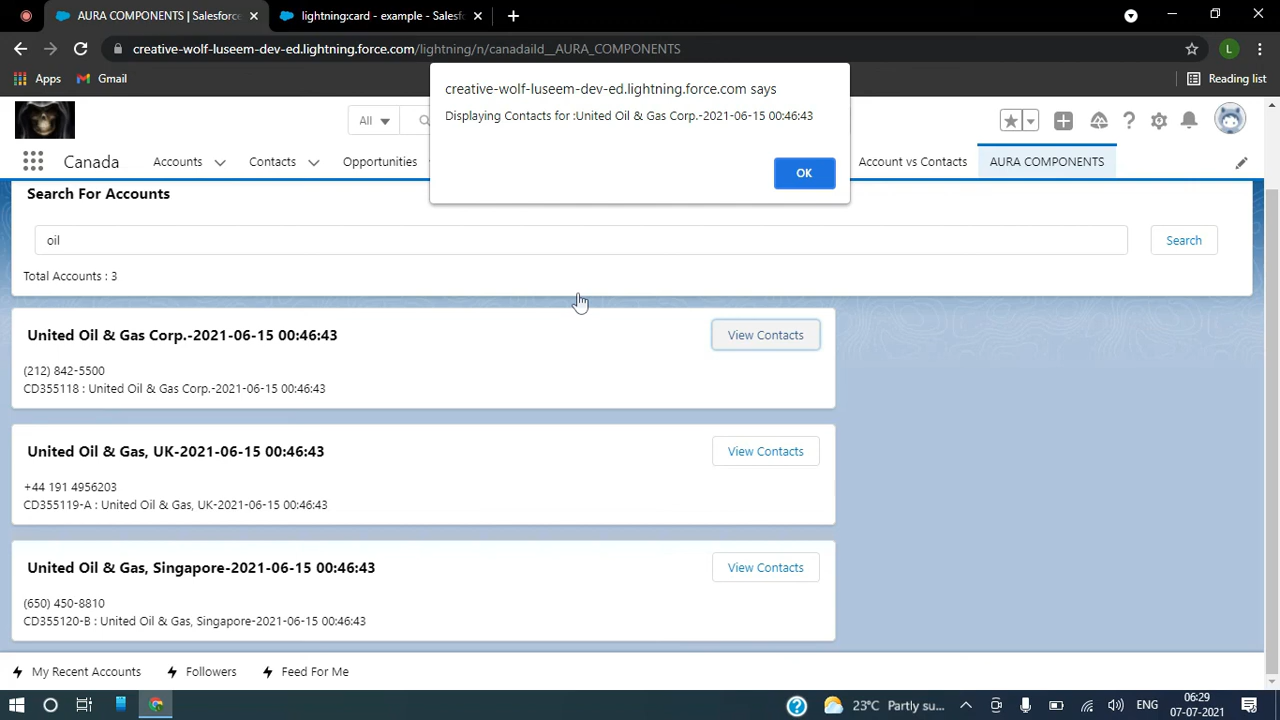 AURA COMPONENTS | Salesforce
lightning:card - example - Salesf
creative-wolf-luseem-dev-ed.lightning.force.com/lightning/n/canadaild__AURA_COMPONENTS
L
Apps
Gmail
Reading list
creative-wolf-luseem-dev-ed.lightning.force.com says
Displaying Contacts for :United Oil & Gas Corp.-2021-06-15 00:46:43
OK
All
Canada
Accounts
Contacts
Opportunities
Account vs Contacts
AURA COMPONENTS
Search For Accounts
oil
Search
Total Accounts : 3
United Oil & Gas Corp.-2021-06-15 00:46:43
View Contacts
(212) 842-5500
CD355118 : United Oil & Gas Corp.-2021-06-15 00:46:43
United Oil & Gas, UK-2021-06-15 00:46:43
View Contacts
+44 191 4956203
CD355119-A : United Oil & Gas, UK-2021-06-15 00:46:43
United Oil & Gas, Singapore-2021-06-15 00:46:43
View Contacts
(650) 450-8810
CD355120-B : United Oil & Gas, Singapore-2021-06-15 00:46:43
My Recent Accounts
Followers
Feed For Me
23°C Partly su...
ENG
06:29
07-07-2021